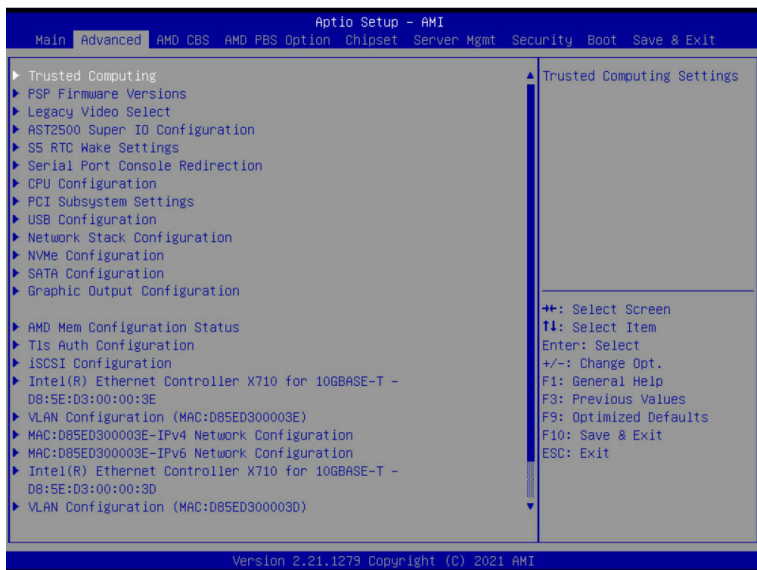 Aptio Setup – AMI
Main Advanced AMD CBS AMD PBS Option Chipset Server Mgmt Security Boot Save & Exit
Trusted Computing
PSP Firmware Versions
Legacy Video Select
AST2500 Super IO Configuration
S5 RTC Wake Settings
Serial Port Console Redirection
CPU Configuration
PCI Subsystem Settings
USB Configuration
Network Stack Configuration
NVMe Configuration
SATA Configuration
Graphic Output Configuration
AMD Mem Configuration Status
Tls Auth Configuration
iSCSI Configuration
Intel(R) Ethernet Controller X710 for 10GBASE-T –
D8:5E:D3:00:00:3E
VLAN Configuration (MAC:D85ED300003E)
MAC:D85ED300003E-IPv4 Network Configuration
MAC:D85ED300003E-IPv6 Network Configuration
Intel(R) Ethernet Controller X710 for 10GBASE-T –
D8:5E:D3:00:00:3D
VLAN Configuration (MAC:D85ED300003D)
Trusted Computing Settings
→←: Select Screen
↑↓: Select Item
Enter: Select
+/-: Change Opt.
F1: General Help
F3: Previous Values
F9: Optimized Defaults
F10: Save & Exit
ESC: Exit
Version 2.21.1279 Copyright (C) 2021 AMI